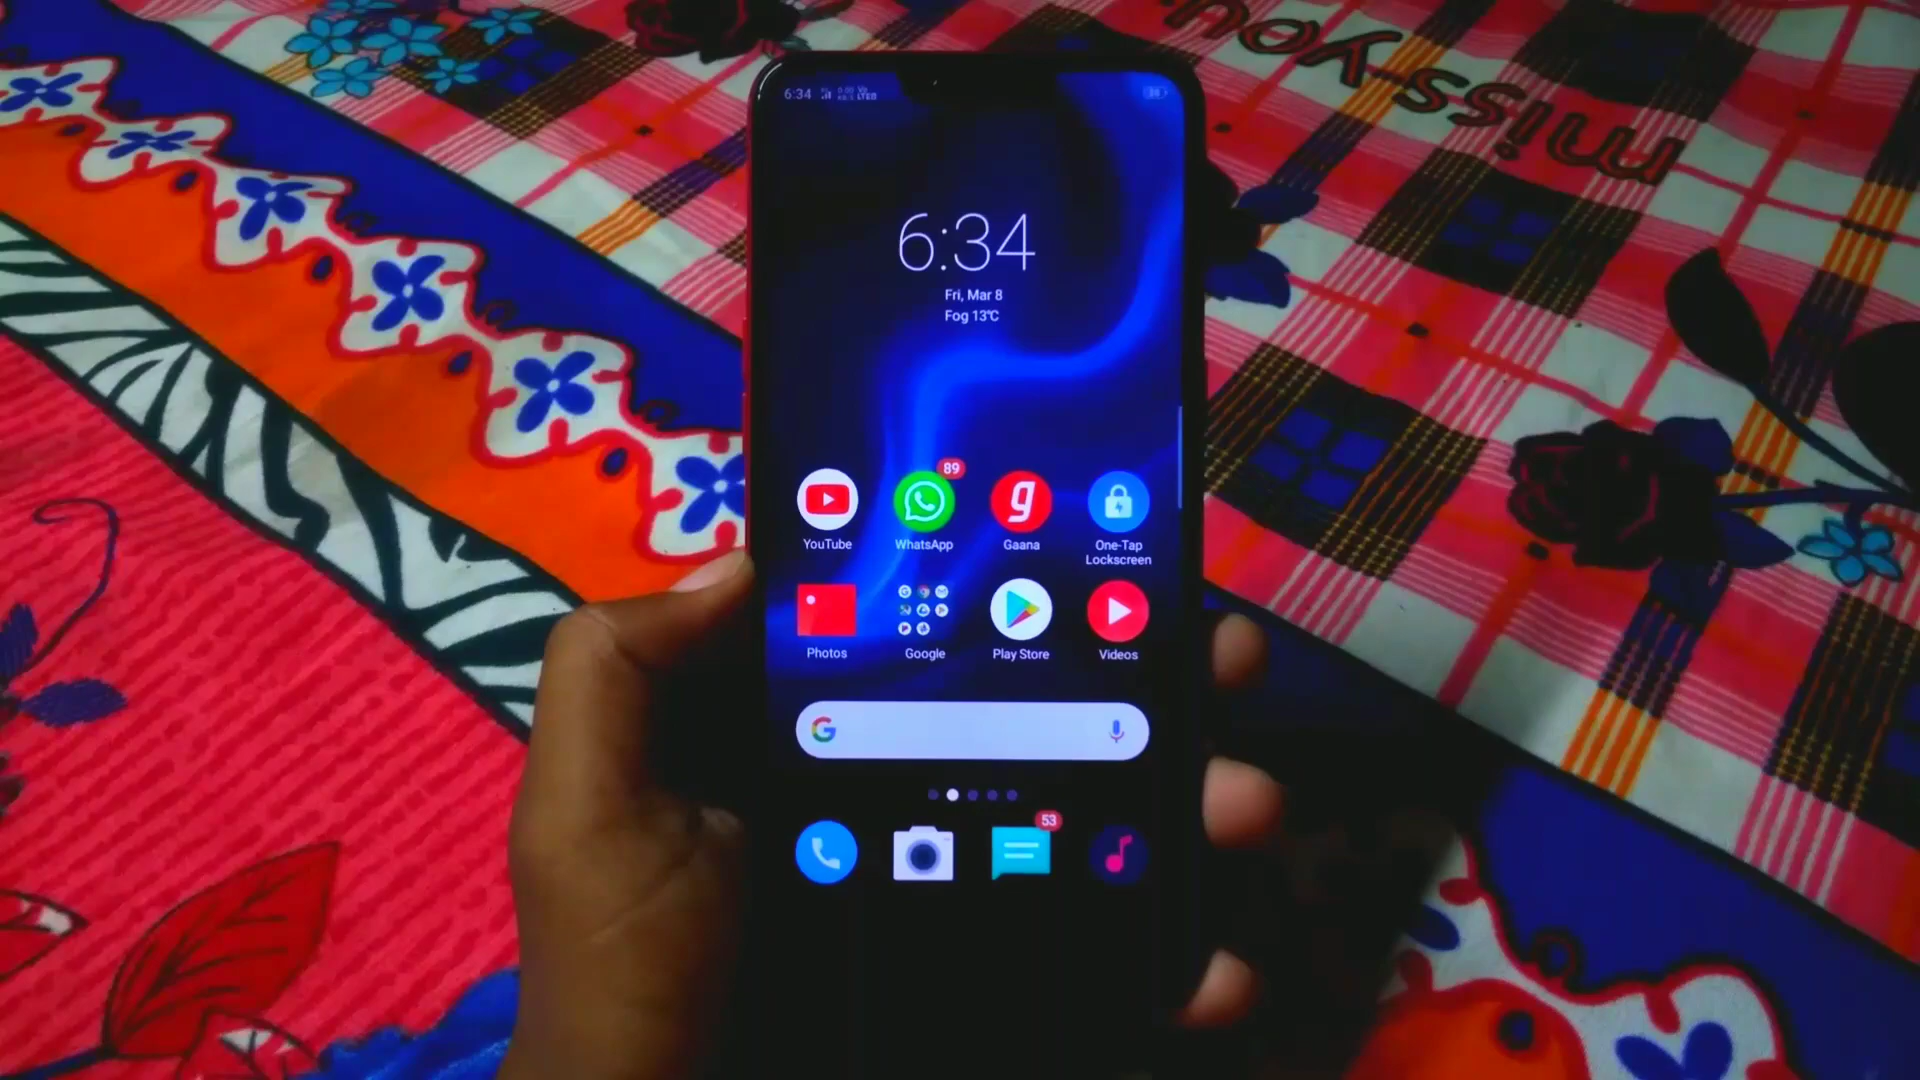 miss-you
6:34
6:34
Fri, Mar 8
Fog 13℃
89
YouTube
WhatsApp
Gaana
One-Tap
Lockscreen
Photos
Google
Play Store
Videos
G
53